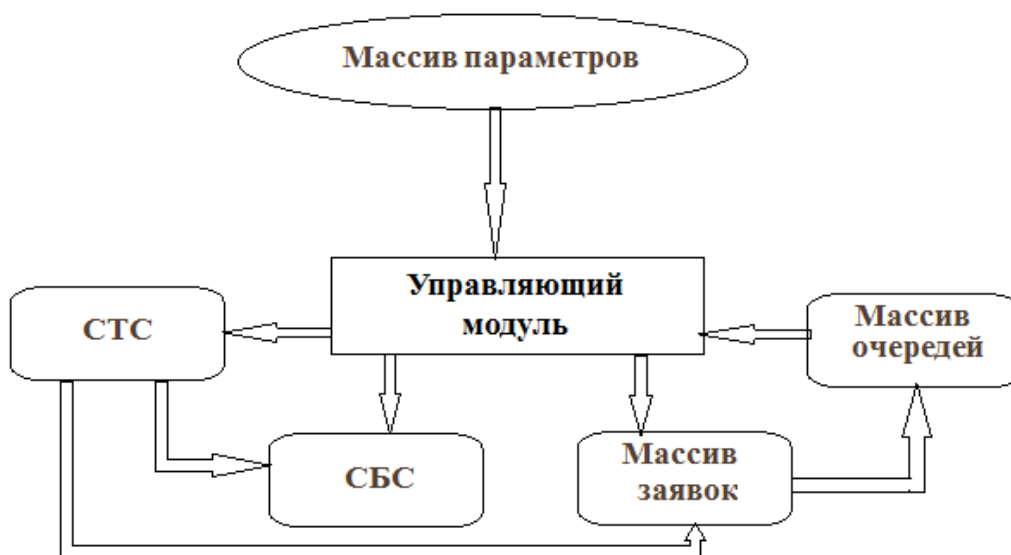 Массив параметров
Управляющий
модуль
СТС
Массив
очередей
СБС
Массив
заявок